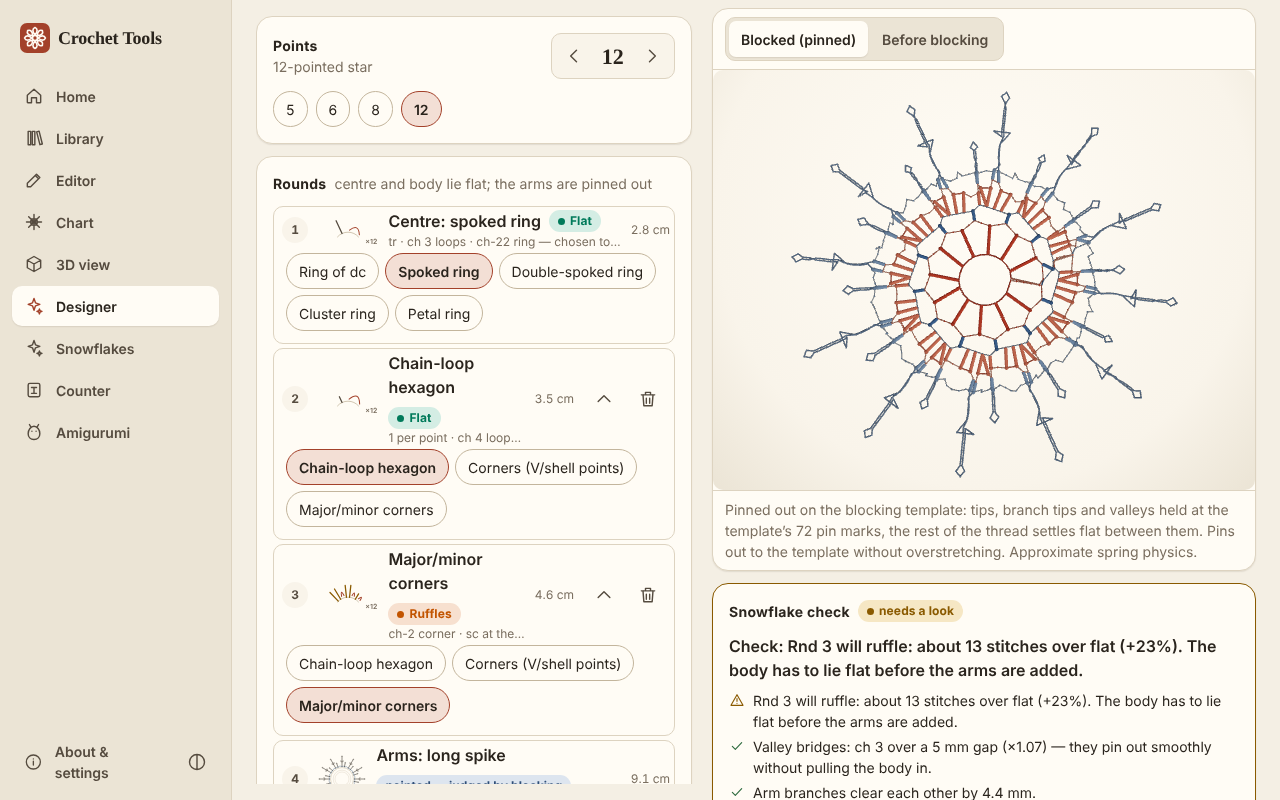 Crochet Tools
Home
Library
Editor
Chart
3D view
Designer
Snowflakes
Counter
Amigurumi
About &
settings
Points
12-pointed star
12
5
6
8
12
Rounds centre and body lie flat; the arms are pinned out
1
×12
Centre: spoked ring
Flat
tr · ch 3 loops · ch-22 ring — chosen to…
2.8 cm
Ring of dc
Spoked ring
Double-spoked ring
Cluster ring
Petal ring
2
×12
Chain-loop
hexagon
Flat
1 per point · ch 4 loop…
3.5 cm
Chain-loop hexagon
Corners (V/shell points)
Major/minor corners
3
×12
Major/minor
corners
Ruffles
ch-2 corner · sc at the…
4.6 cm
Chain-loop hexagon
Corners (V/shell points)
Major/minor corners
4
Arms: long spike
pointed — judged by blocking
9.1 cm
Blocked (pinned)
Before blocking
Pinned out on the blocking template: tips, branch tips and valleys held at the
template’s 72 pin marks, the rest of the thread settles flat between them. Pins
out to the template without overstretching. Approximate spring physics.
Snowflake check
needs a look
Check: Rnd 3 will ruffle: about 13 stitches over flat (+23%). The
body has to lie flat before the arms are added.
Rnd 3 will ruffle: about 13 stitches over flat (+23%). The body has to lie
flat before the arms are added.
Valley bridges: ch 3 over a 5 mm gap (×1.07) — they pin out smoothly
without pulling the body in.
Arm branches clear each other by 4.4 mm.